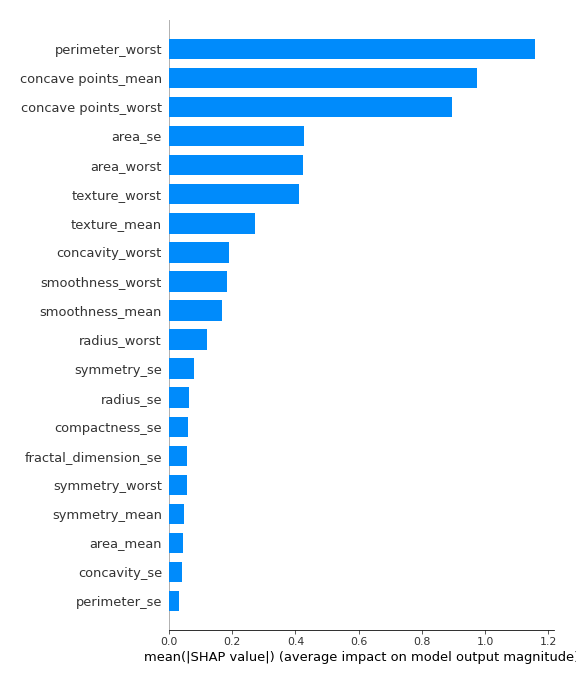 perimeter_worst
concave points_mean
concave points_worst
area_se
area_worst
texture_worst
texture_mean
concavity_worst
smoothness_worst
smoothness_mean
radius_worst
symmetry_se
radius_se
compactness_se
fractal_dimension_se
symmetry_worst
symmetry_mean
area_mean
concavity_se
perimeter_se
0.0 0.2 0.4 0.6 0.8 1.0 1.2
mean(|SHAP value|) (average impact on model output magnitude)